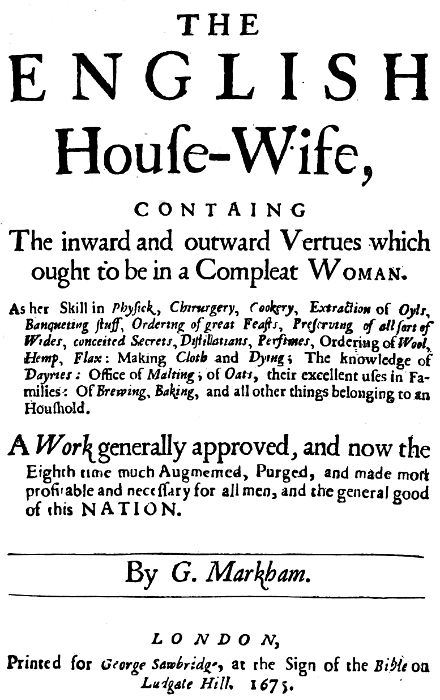 THE
ENGLISH
Houſe-Wife,
CONTAING
The inward and outward Vertues which
ought to be in a Compleat WOMAN.
As her Skill in Phyſick, Chirurgery, Cookery, Extraction of Oyls,
Banqueting ſtuff, Ordering of great Feaſts, Preſerving of all ſort of
Wides, conceited Secrets, Diſtillations, Perfumes, Ordering of Wool,
Hemp, Flax: Making Cloth and Dying; The knowledge of
Dayries: Office of Malting; of Oats, their excellent uſes in Fa-
milies: Of Brewing, Baking, and all other things belonging to an
Houſhold.
A Work generally approved, and now the
Eighth time much Augmented, Purged, and made moſt
profitable and neceſſary for all men, and the general good
of this NATION.
By G. Markham.
LONDON,
Printed for George Sawbridge, at the Sign of the Bible on
Ludgate Hill. 1675.